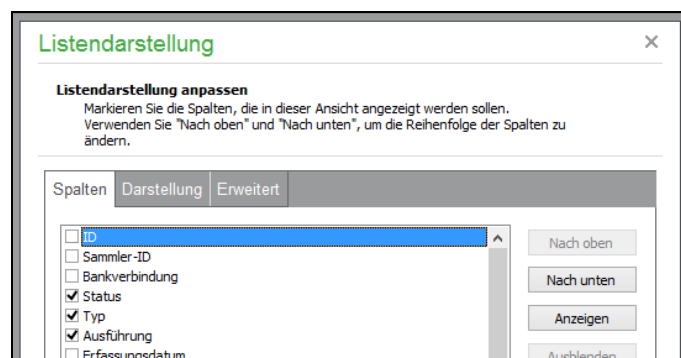 Listendarstellung
Listendarstellung anpassen
Markieren Sie die Spalten, die in dieser Ansicht angezeigt werden sollen.
Verwenden Sie "Nach oben" und "Nach unten", um die Reihenfolge der Spalten zu
ändern.
Spalten Darstellung Erweitert
ID
Nach oben
Sammler-ID
Bankverbindung
Nach unten
Status
Typ
Anzeigen
Ausführung
Erfassungsdatum
Ausblenden